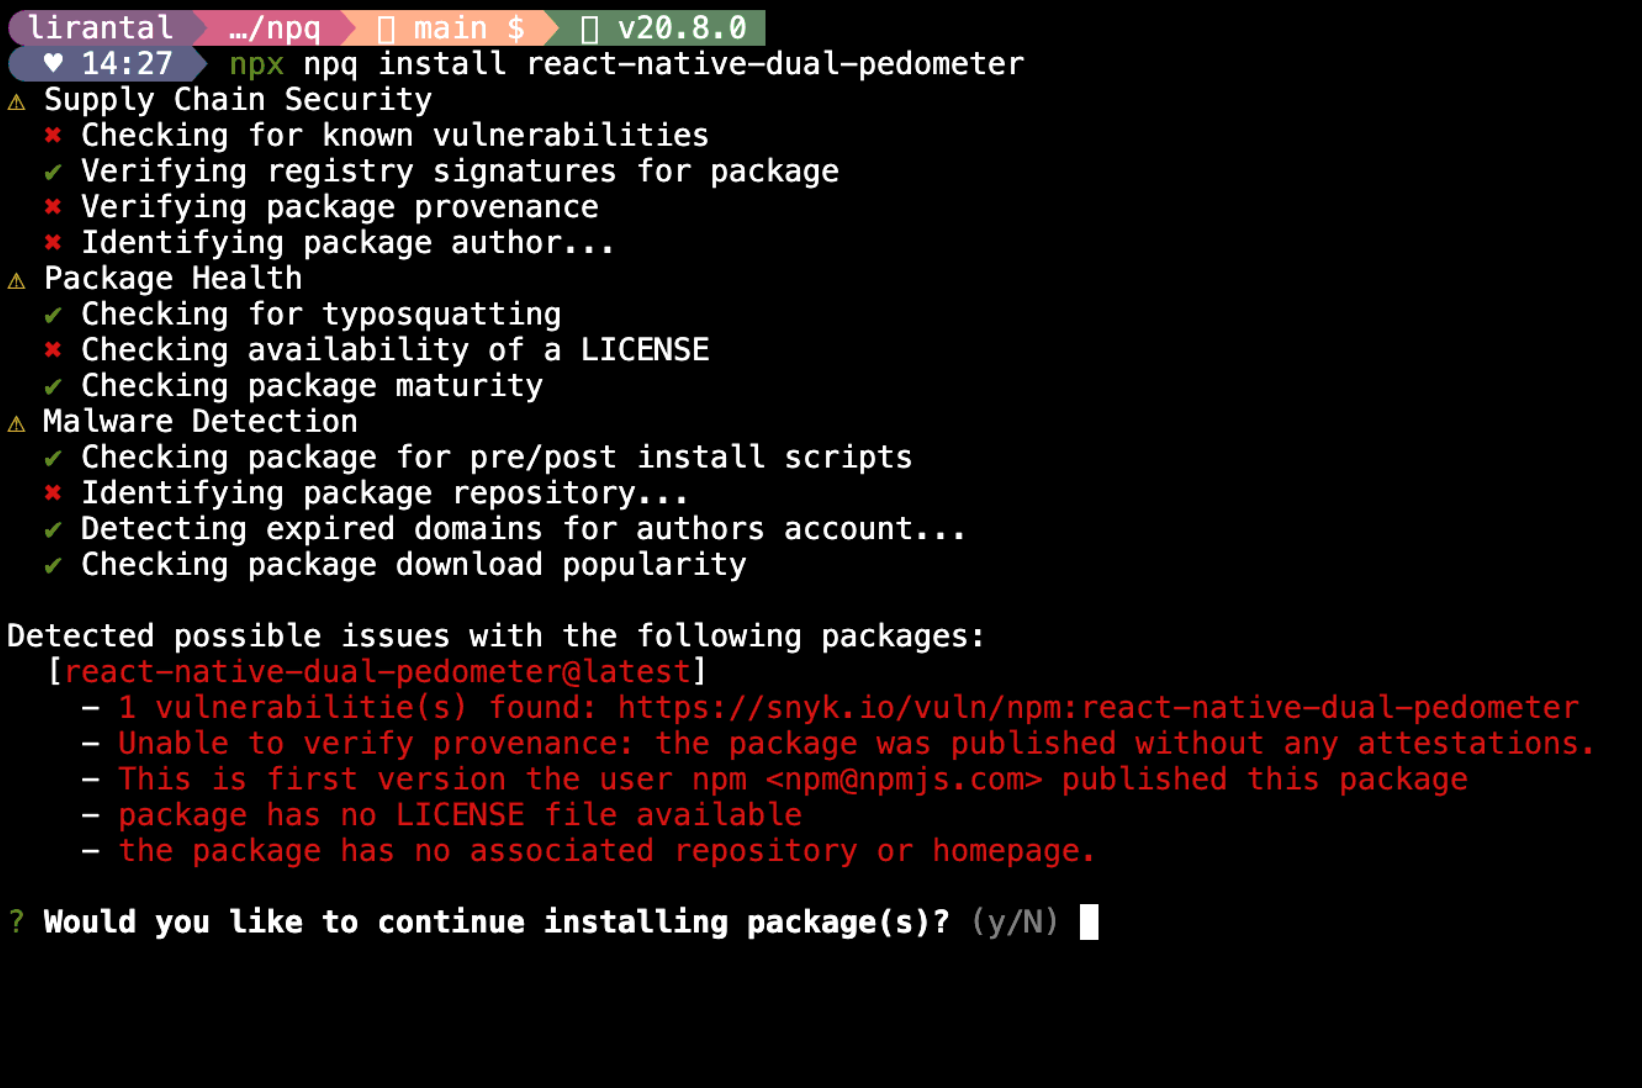 lirantal …/npq main $ v20.8.0
♥ 14:27 npx npq install react-native-dual-pedometer
⚠ Supply Chain Security
✖ Checking for known vulnerabilities
✔ Verifying registry signatures for package
✖ Verifying package provenance
✖ Identifying package author...
⚠ Package Health
✔ Checking for typosquatting
✖ Checking availability of a LICENSE
✔ Checking package maturity
⚠ Malware Detection
✔ Checking package for pre/post install scripts
✖ Identifying package repository...
✔ Detecting expired domains for authors account...
✔ Checking package download popularity
Detected possible issues with the following packages:
[react-native-dual-pedometer@latest]
– 1 vulnerabilitie(s) found: https://snyk.io/vuln/npm:react-native-dual-pedometer
– Unable to verify provenance: the package was published without any attestations.
– This is first version the user npm <npm@npmjs.com> published this package
– package has no LICENSE file available
– the package has no associated repository or homepage.
? Would you like to continue installing package(s)? (y/N)